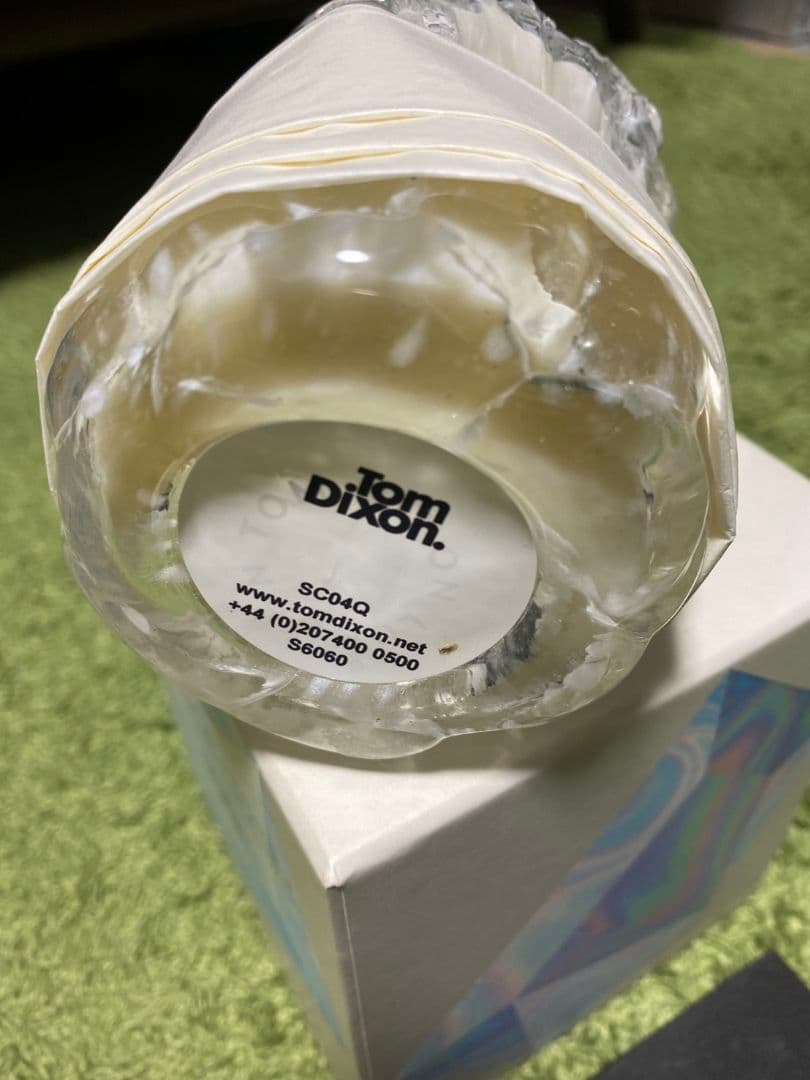 Tom
Dixon.
SC04Q
www.tomdixon.net
+44 (0)207400 0500
S6060